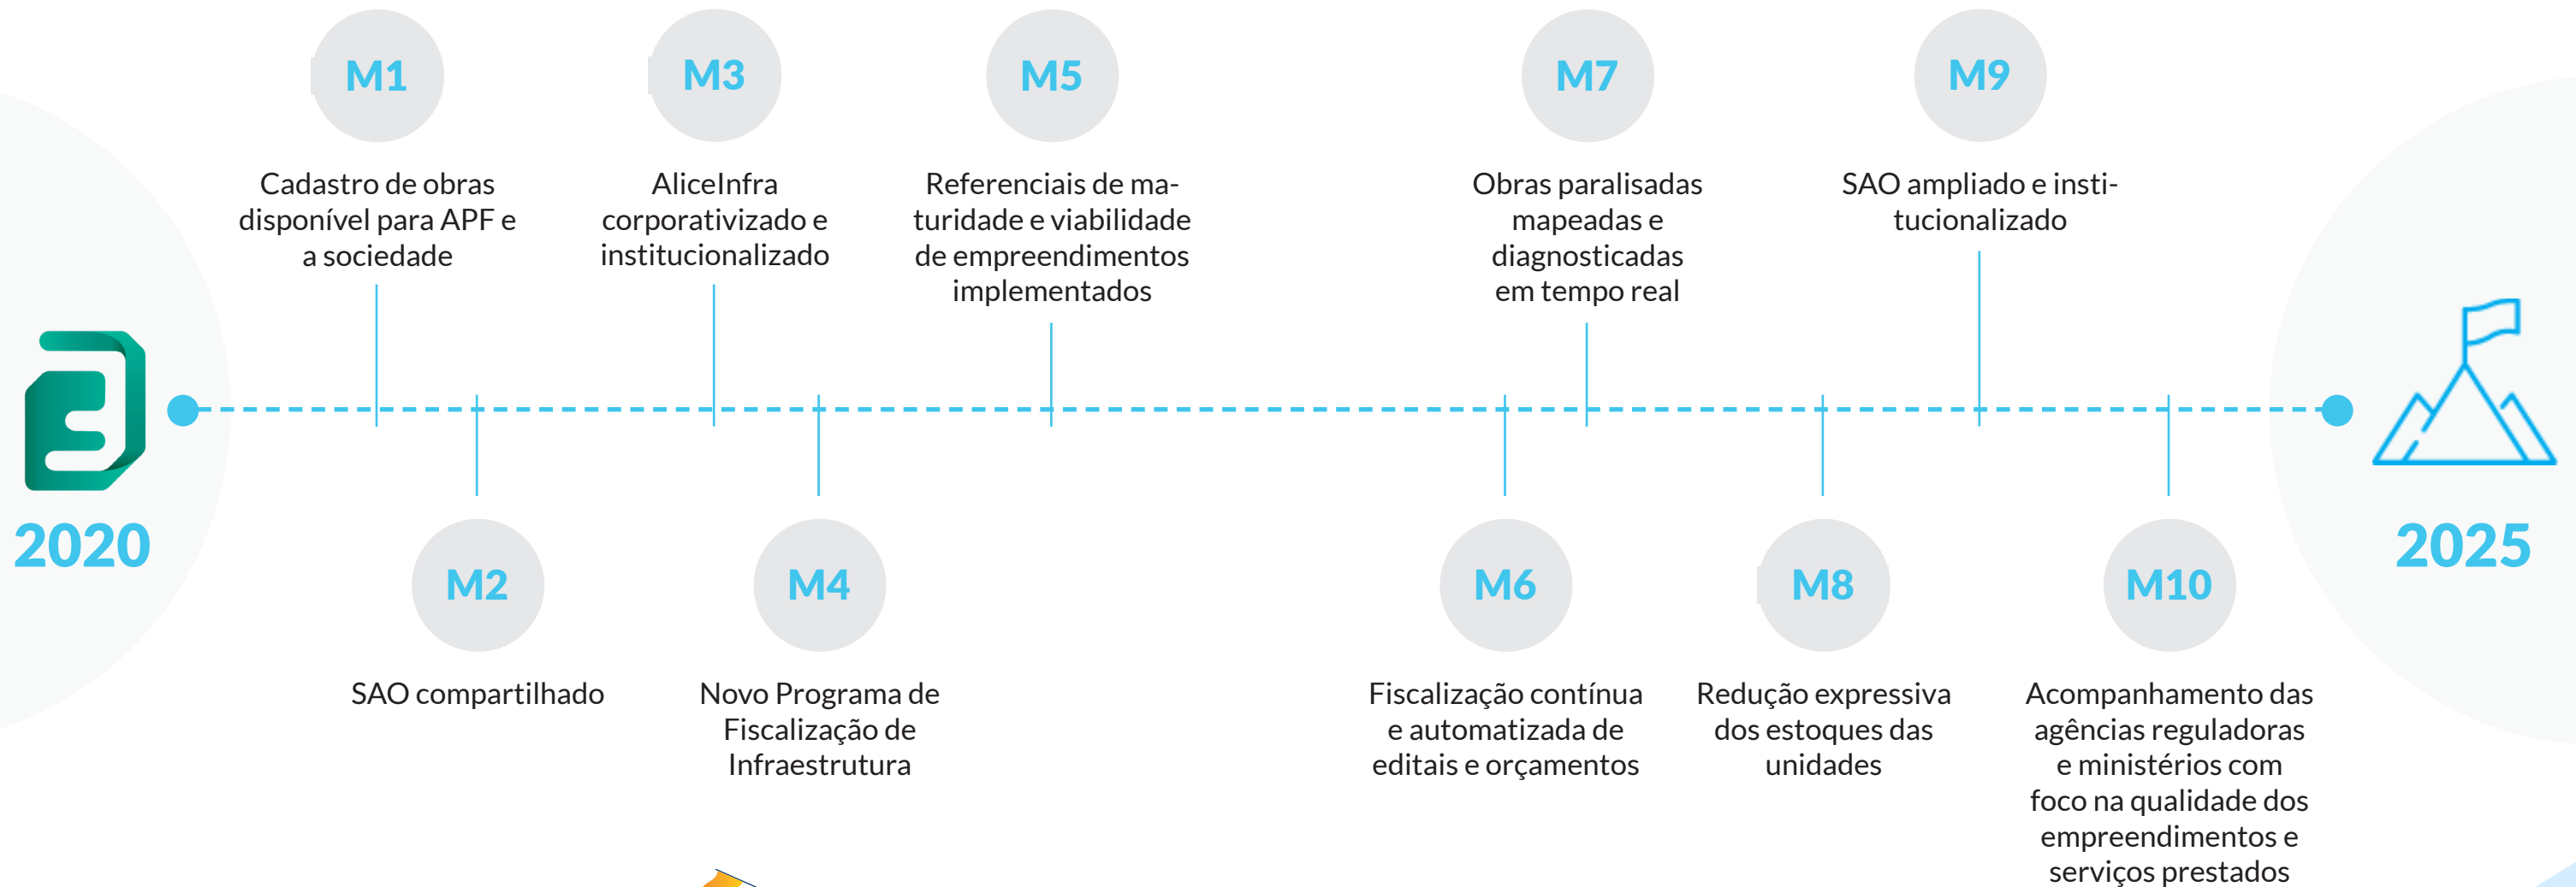 M1
Cadastro de obras
disponível para APF e
a sociedade
M3
AliceInfra
corporativizado e
institucionalizado
M5
Referenciais de ma-
turidade e viabilidade
de empreendimentos
implementados
M7
Obras paralisadas
mapeadas e
diagnosticadas
em tempo real
M9
SAO ampliado e insti-
tucionalizado
2020
2025
M2
SAO compartilhado
M4
Novo Programa de
Fiscalização de
Infraestrutura
M6
Fiscalização contínua
e automatizada de
editais e orçamentos
M8
Redução expressiva
dos estoques das
unidades
M10
Acompanhamento das
agências reguladoras
e ministérios com
foco na qualidade dos
empreendimentos e
serviços prestados